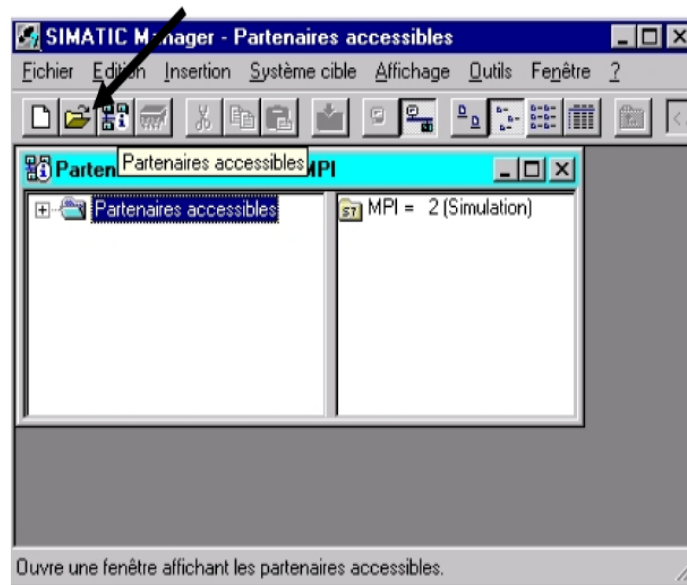 SIMATIC Manager - Partenaires accessibles
Fichier Edition Insertion Système cible Affichage Outils Fenêtre ?
Partenaires accessibles
MPI
Partenaires accessibles
MPI = 2 (Simulation)
Ouvre une fenêtre affichant les partenaires accessibles.